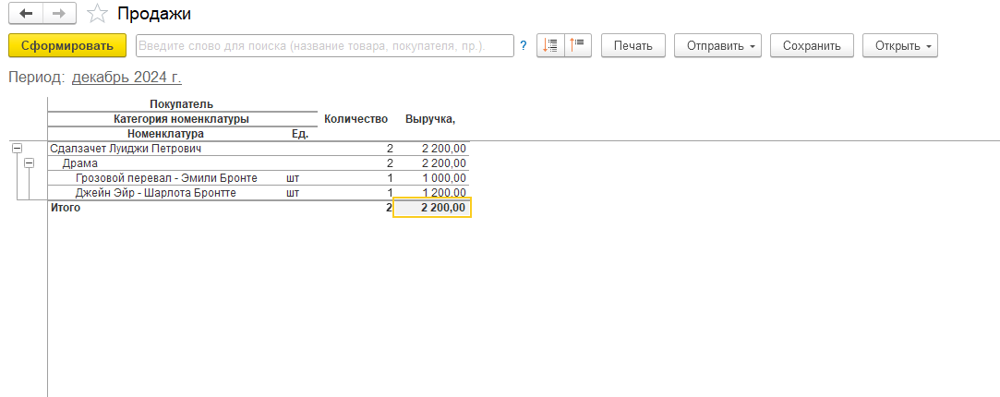 Продажи
Сформировать Введите слово для поиска (название товара, покупателя, пр.). ? Печать Отправить Сохранить Открыть
Период: декабрь 2024 г.
Покупатель
Категория номенклатуры Количество Выручка,
Номенклатура Ед.
Сдалзачет Луиджи Петрович 2 2 200,00
Драма 2 2 200,00
Грозовой перевал - Эмили Бронте шт 1 1 000,00
Джейн Эйр - Шарлота Бронтте шт 1 1 200,00
Итого 2 2 200,00